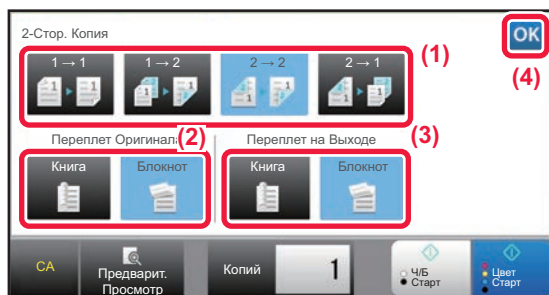 2-Стор. Копия
OK
1 → 1
1 → 2
2 → 2
2 → 1
(1)
(4)
Переплет Оригинала
(2)
Переплет на Выходе
(3)
Книга
Блокнот
Книга
Блокнот
CA
Предварит.
Просмотр
Копий
1
Ч/Б
Старт
Цвет
Старт